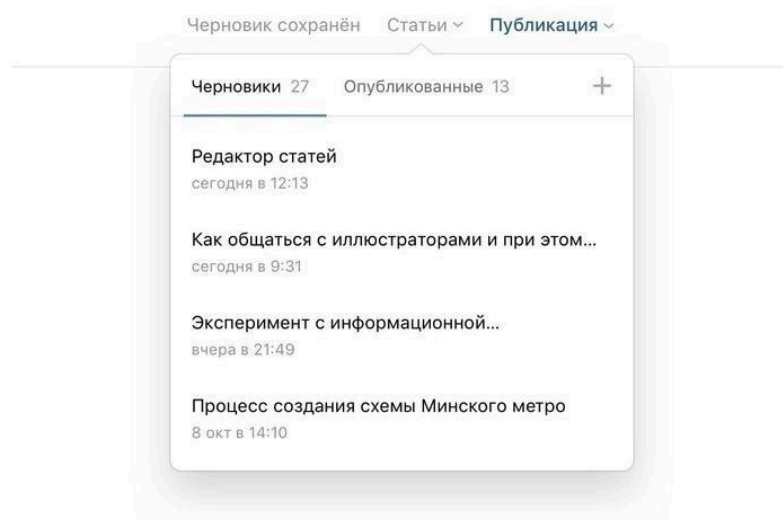 Черновик сохранён Статьи Публикация
Черновики 27 Опубликованные 13
Редактор статей
сегодня в 12:13
Как общаться с иллюстраторами и при этом...
сегодня в 9:31
Эксперимент с информационной...
вчера в 21:49
Процесс создания схемы Минского метро
8 окт в 14:10